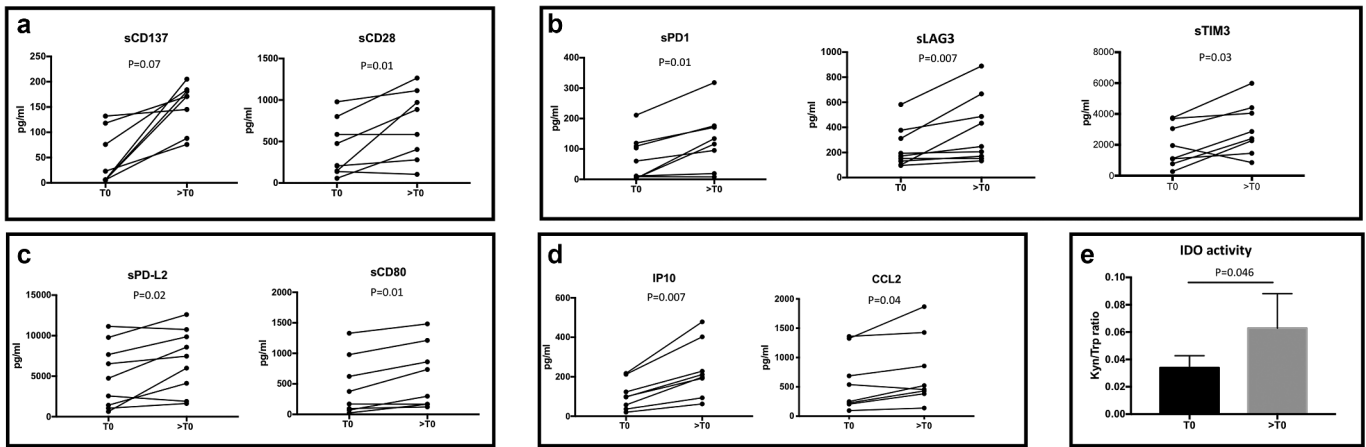 a
sCD137
P=0.07
250
200
150
100
50
0
pg/ml
T0
>T0
sCD28
P=0.01
1500
1000
500
0
pg/ml
T0
>T0
b
sPD1
P=0.01
400
200
0
pg/ml
T0
>T0
sLAG3
P=0.007
1000
800
600
400
200
0
pg/ml
T0
>T0
sTIM3
P=0.03
8000
6000
4000
2000
0
pg/ml
T0
>T0
c
sPD-L2
P=0.02
15000
10000
5000
0
pg/ml
T0
>T0
sCD80
P=0.01
2000
1500
1000
500
0
pg/ml
T0
>T0
d
IP10
P=0.007
600
400
200
0
pg/ml
T0
>T0
CCL2
P=0.04
2000
1500
1000
500
0
pg/ml
T0
>T0
e
IDO activity
P=0.046
0.10
0.08
0.06
0.04
0.02
0.00
Kyn/Trp ratio
T0
>T0